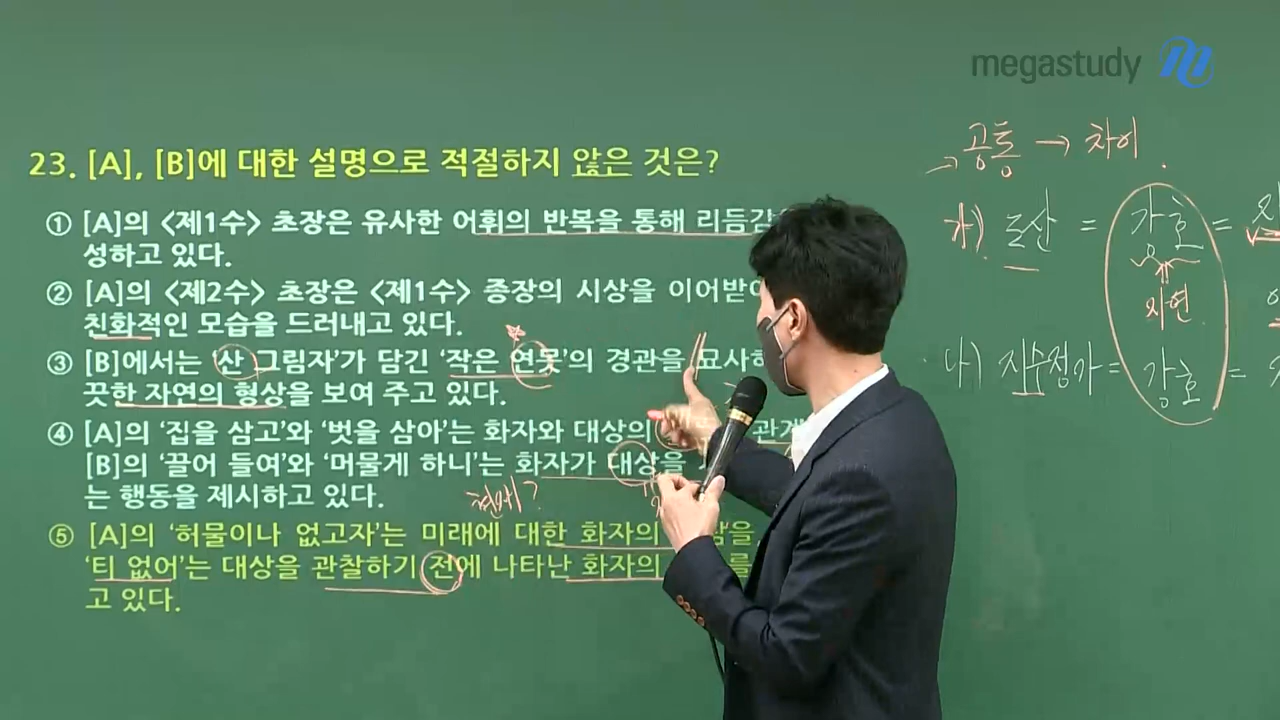 megastudy
공통 → 차이
23. [A], [B]에 대한 설명으로 적절하지 않은 것은?
① [A]의 <제1수> 초장은 유사한 어휘의 반복을 통해 리듬감
성하고 있다.
② [A]의 <제2수> 초장은 <제1수> 종장의 시상을 이어받
친화적인 모습을 드러내고 있다.
③ [B]에서는 '산 그림자'가 담긴 '작은 연못'의 경관을 묘사
끗한 자연의 형상을 보여 주고 있다.
④ [A]의 '집을 삼고'와 '벗을 삼아'는 화자와 대상의 관계
[B]의 '끌어 들여'와 '머물게 하니'는 화자가 대상을
는 행동을 제시하고 있다.
현재?
⑤ [A]의 '허물이나 없고자'는 미래에 대한 화자의
'티 없어'는 대상을 관찰하기 전에 나타난 화자의 를
고 있다.
가) 도산 = 강호 =
자연
나) 지수정가 = 강호 =